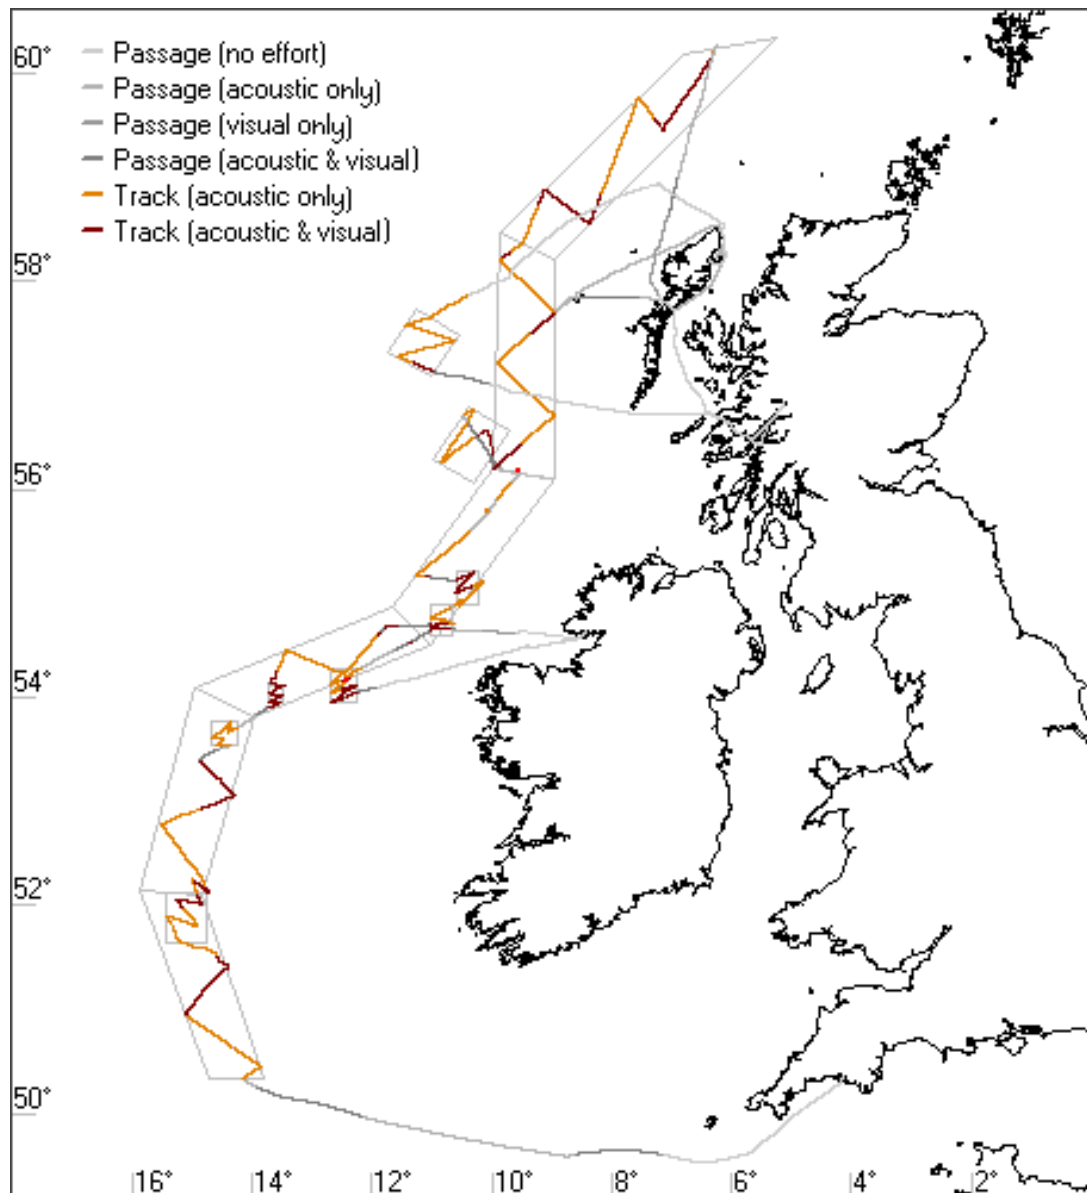 60°
Passage (no effort)
Passage (acoustic only)
Passage (visual only)
Passage (acoustic & visual)
Track (acoustic only)
Track (acoustic & visual)
58°
56°
54°
52°
50°
16° 14° 12° 10° 8° 6° 4° 2°